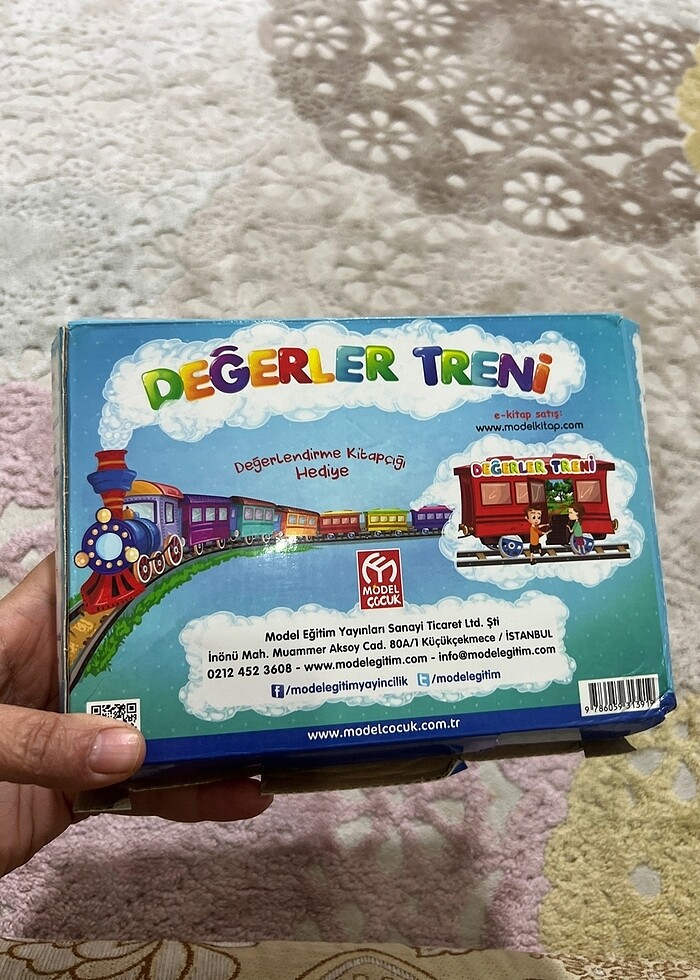 DEĞERLER TRENİ
e-kitap satış:
www.modelkitap.com
Değerlendirme Kitapçığı
Hediye
DEĞERLER TRENİ
MODEL
ÇOCUK
Model Eğitim Yayınları Sanayi Ticaret Ltd. Şti
İnönü Mah. Muammer Aksoy Cad. 80A/1 Küçükçekmece / İSTANBUL
0212 452 3608 - www.modelegitim.com - info@modelegitim.com
/modelegitimyayincilik /modelegitim
www.modelcocuk.com.tr